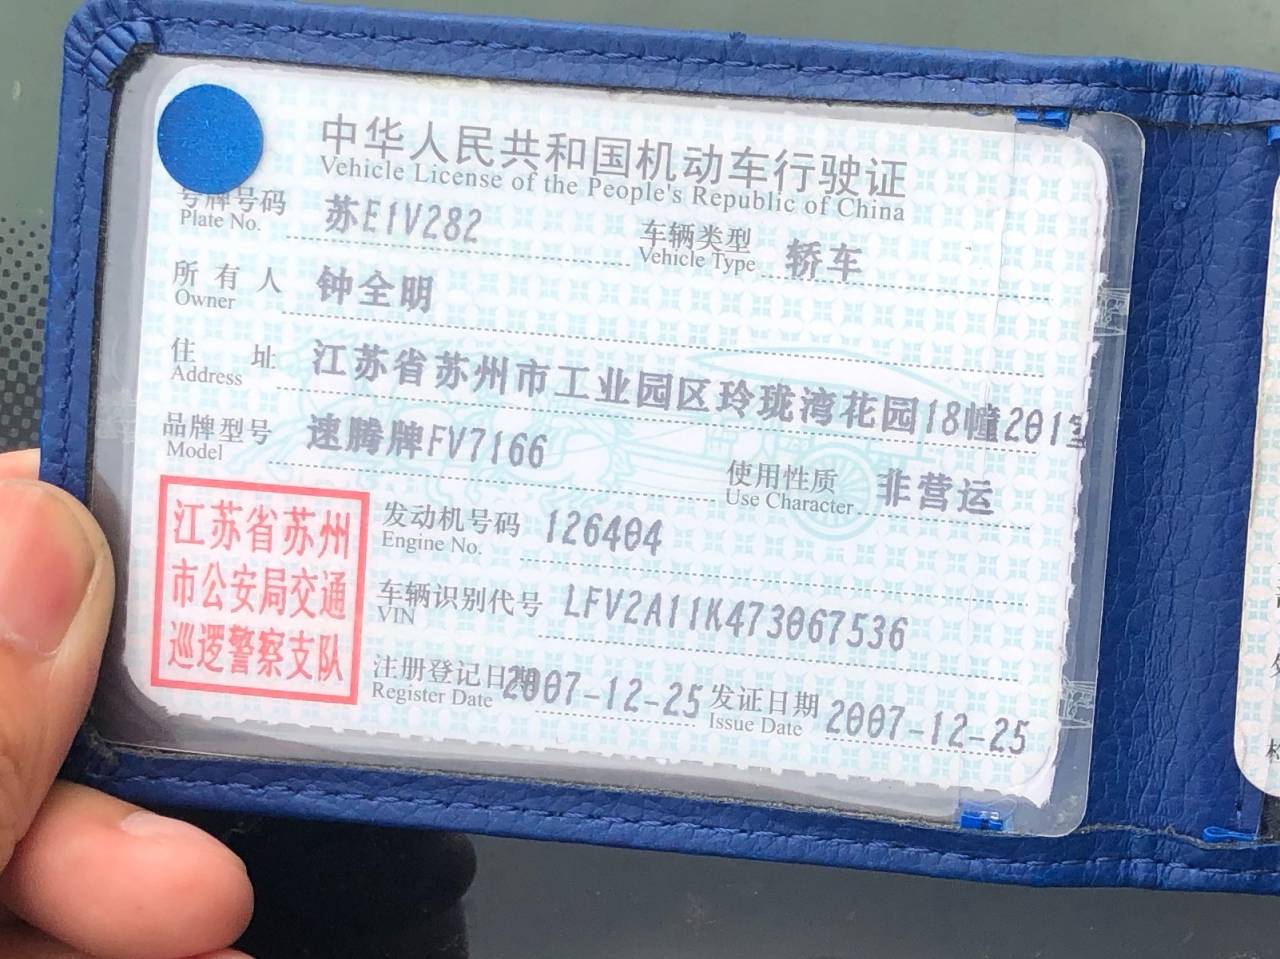 中华人民共和国机动车行驶证
Vehicle License of the People's Republic of China
号牌号码 苏E1V282 车辆类型 轿车
Plate No. Vehicle Type
所有人 钟全明
Owner
住址 江苏省苏州市工业园区玲珑湾花园18幢201室
Address
品牌型号 速腾牌FV7166
Model
使用性质 非营运
Use Character
江苏省苏州
市公安局交通
巡逻警察支队
发动机号码 126404
Engine No.
车辆识别代号 LFV2A11K473067536
VIN
注册登记日期 2007-12-25 发证日期 2007-12-25
Register Date Issue Date